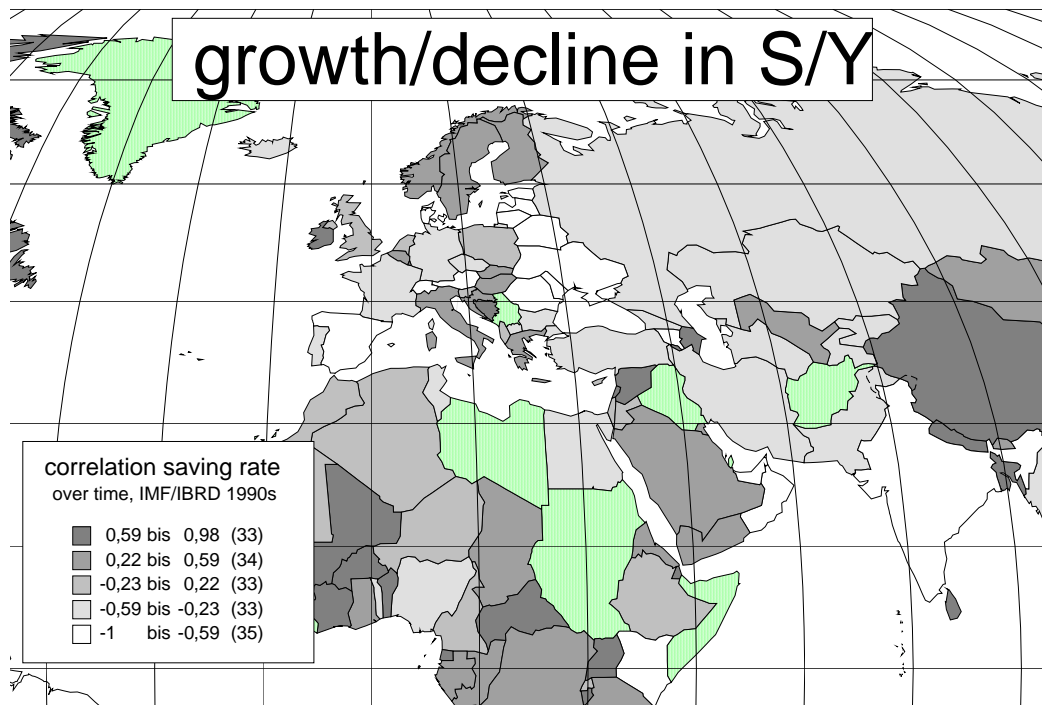 growth/decline in S/Y
correlation saving rate
over time, IMF/IBRD 1990s
0,59 bis 0,98 (33)
0,22 bis 0,59 (34)
-0,23 bis 0,22 (33)
-0,59 bis -0,23 (33)
-1 bis -0,59 (35)